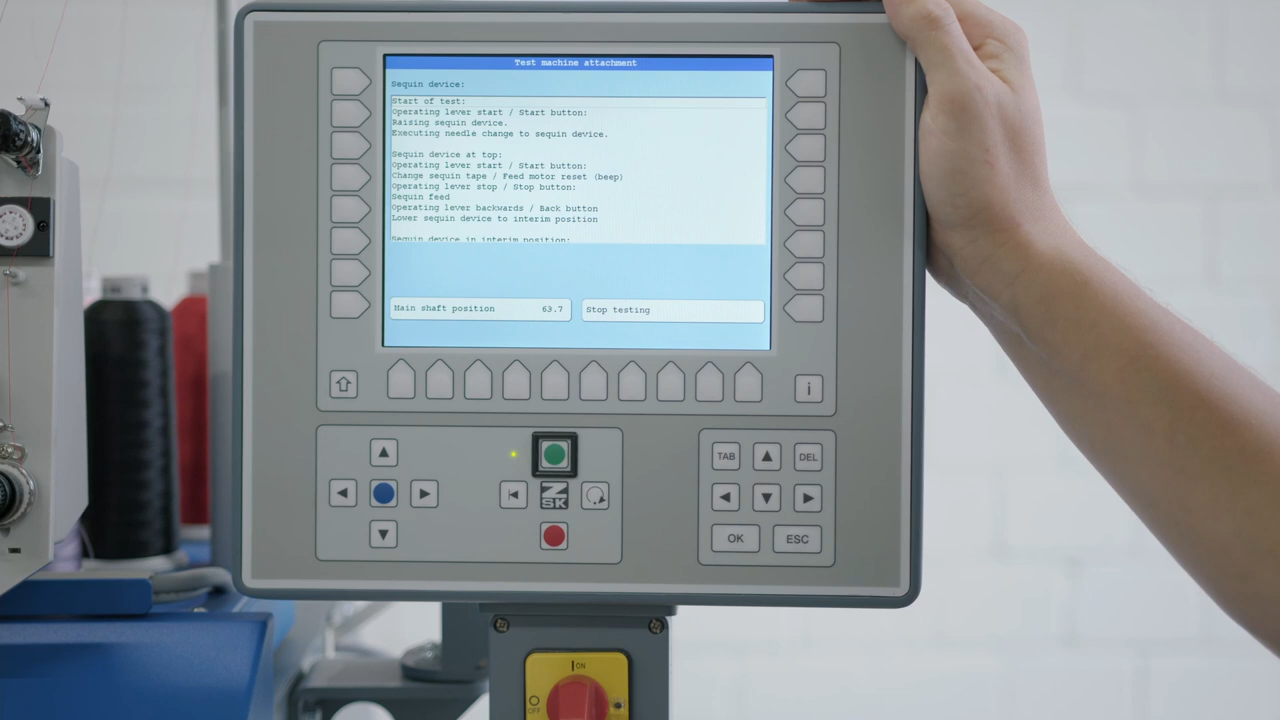 Test machine attachment
Sequin device:
Start of test:
Operating lever start / Start button:
Raising sequin device.
Executing needle change to sequin device.
Sequin device at top:
Operating lever start / Start button:
Change sequin tape / Feed motor reset (beep)
Operating lever stop / Stop button:
Sequin feed
Operating lever backwards / Back button
Lower sequin device to interim position
Sequin device in interim position:
Main shaft position 63.7
Stop testing
i
TAB
DEL
ZSK
OK
ESC
I ON
O OFF